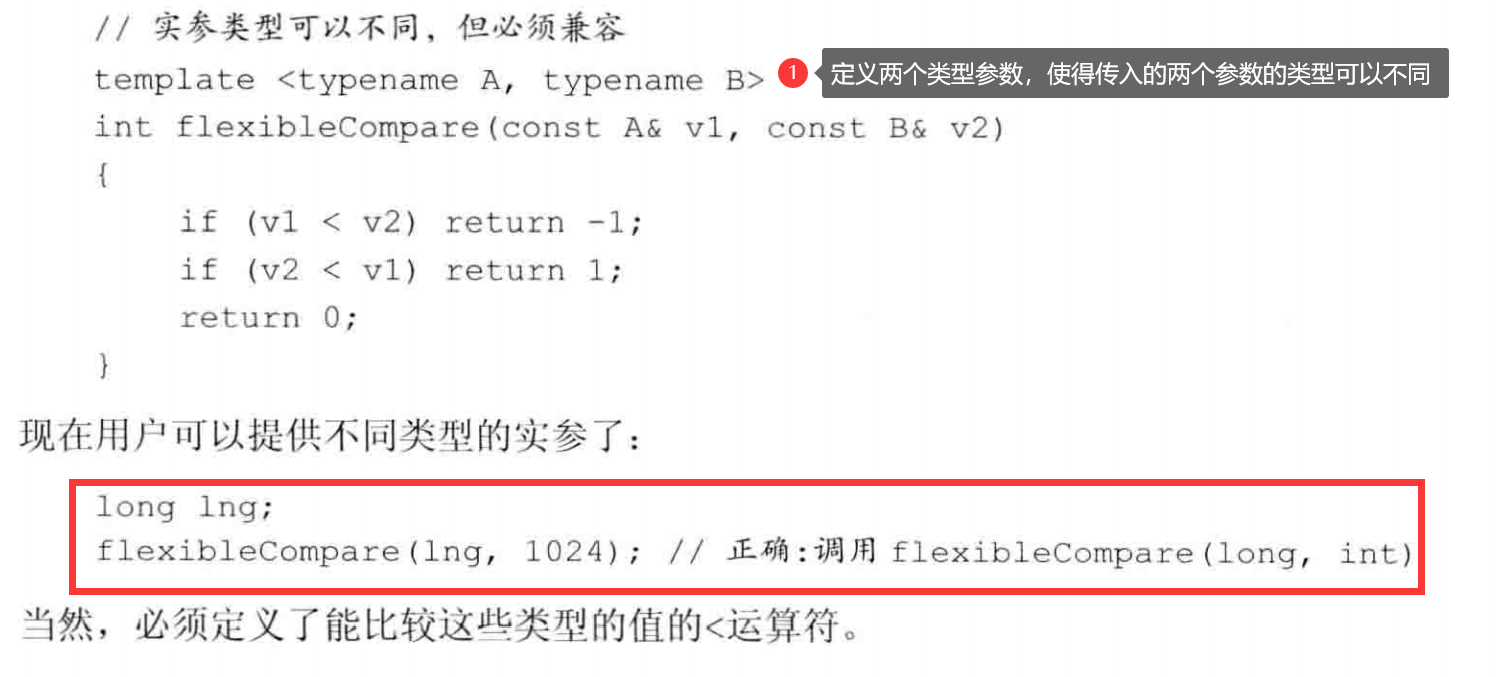 // 实参类型可以不同，但必须兼容
template <typename A, typename B> 1 定义两个类型参数，使得传入的两个参数的类型可以不同
int flexibleCompare(const A& v1, const B& v2)
{
if (v1 < v2) return -1;
if (v2 < v1) return 1;
return 0;
}
现在用户可以提供不同类型的实参了：
long lng;
flexibleCompare(lng, 1024); // 正确:调用 flexibleCompare(long, int)
当然，必须定义了能比较这些类型的值的<运算符。